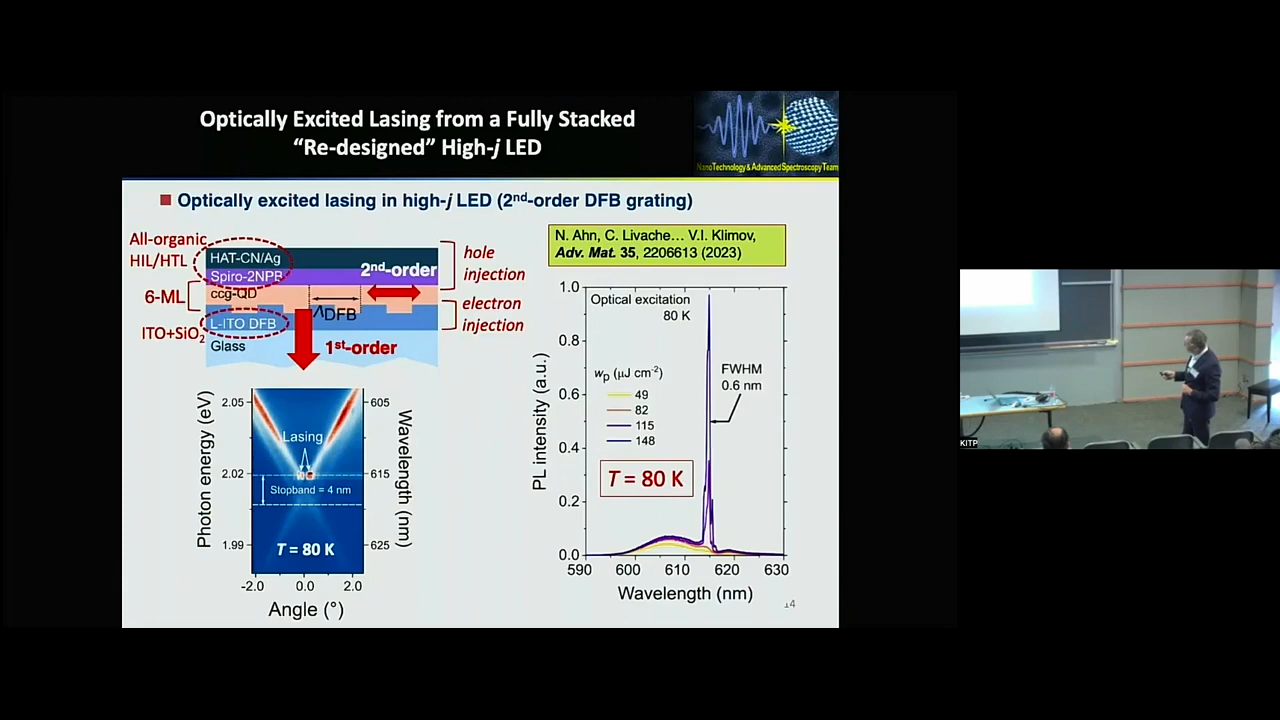 Optically Excited Lasing from a Fully Stacked
“Re-designed” High-j LED
NanoTechnology & Advanced Spectroscopy Team
Optically excited lasing in high-j LED (2nd-order DFB grating)
All-organic
HIL/HTL
6-ML
ITO+SiO2
HAT-CN/Ag
Spiro-2NPB
ccg-QD
L-ITO DFB
Glass
2nd-order
ΛDFB
1st-order
hole
injection
electron
injection
N. Ahn, C. Livache… V.I. Klimov,
Adv. Mat. 35, 2206613 (2023)
Photon energy (eV)
2.05
2.02
1.99
Lasing
Stopband = 4 nm
T = 80 K
605
615
625
Wavelength (nm)
-2.0
0.0
2.0
Angle (°)
PL intensity (a.u.)
1.0
0.8
0.6
0.4
0.2
0.0
Optical excitation
80 K
wp (μJ cm-2)
49
82
115
148
FWHM
0.6 nm
T = 80 K
590
600
610
620
630
Wavelength (nm)
14
KITP